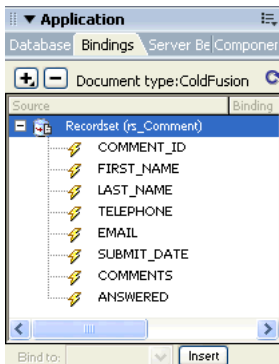 Application
Database Bindings Server Be Componer
Document type:ColdFusion
Source Binding
Recordset (rs_Comment)
COMMENT_ID
FIRST_NAME
LAST_NAME
TELEPHONE
EMAIL
SUBMIT_DATE
COMMENTS
ANSWERED
Bind to: Insert